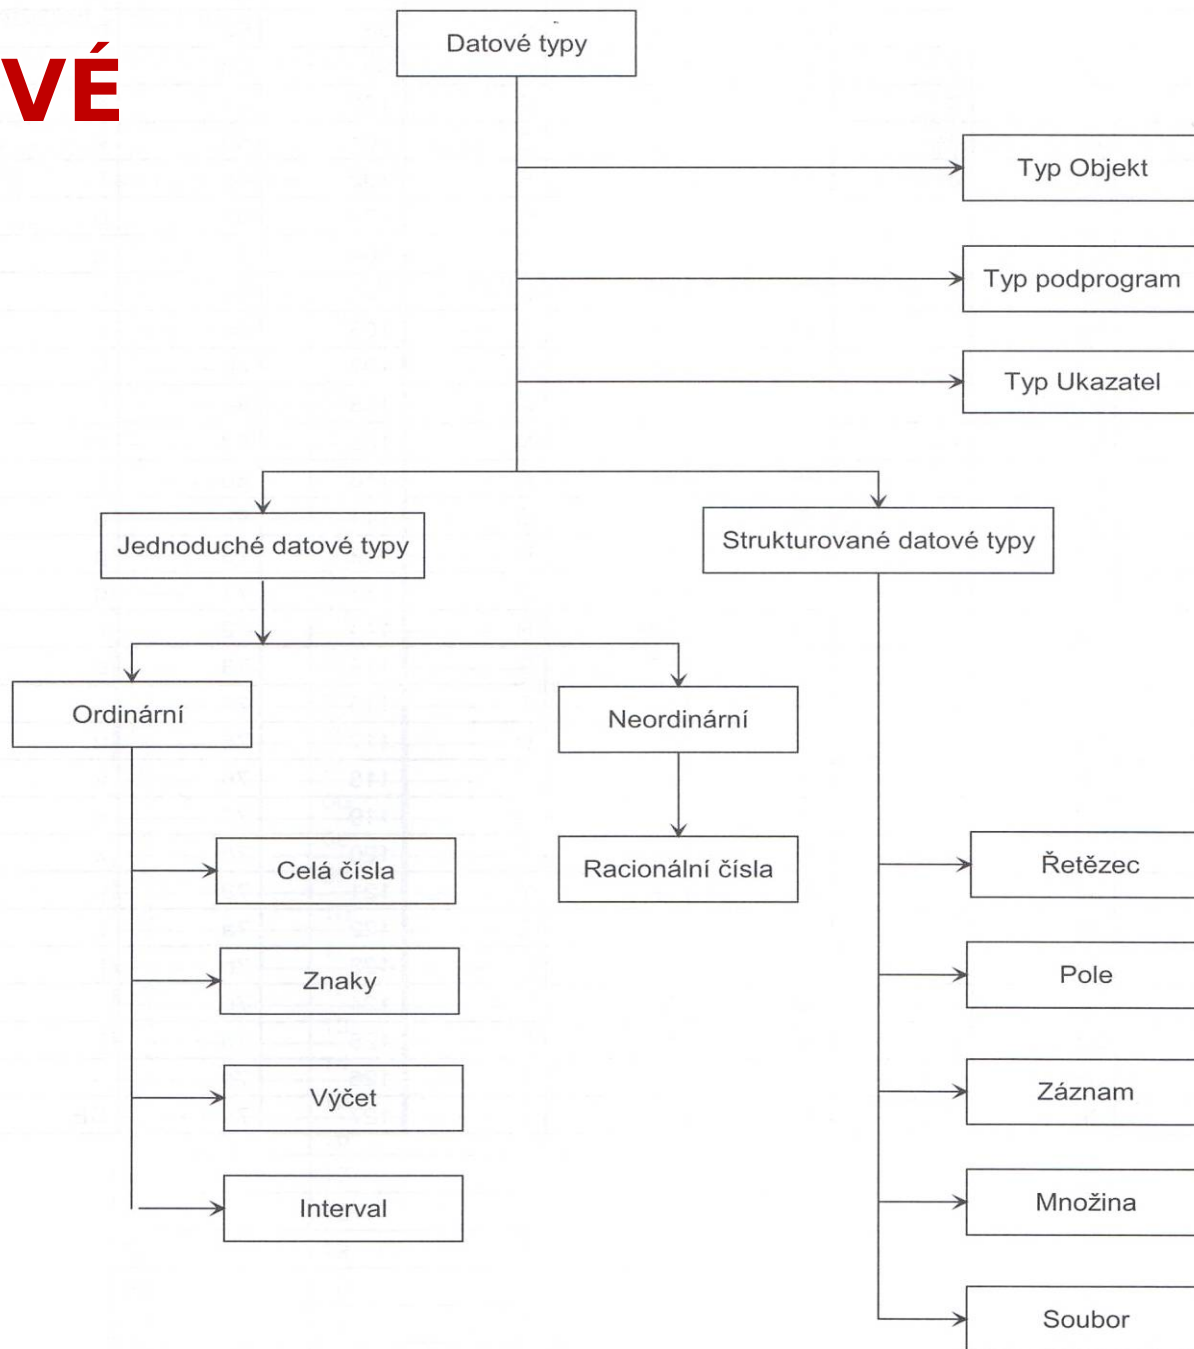 VÉ
Datové typy
Typ Objekt
Typ podprogram
Typ Ukazatel
Jednoduché datové typy
Strukturované datové typy
Ordinární
Neordinární
Celá čísla
Racionální čísla
Řetězec
Znaky
Pole
Výčet
Záznam
Interval
Množina
Soubor